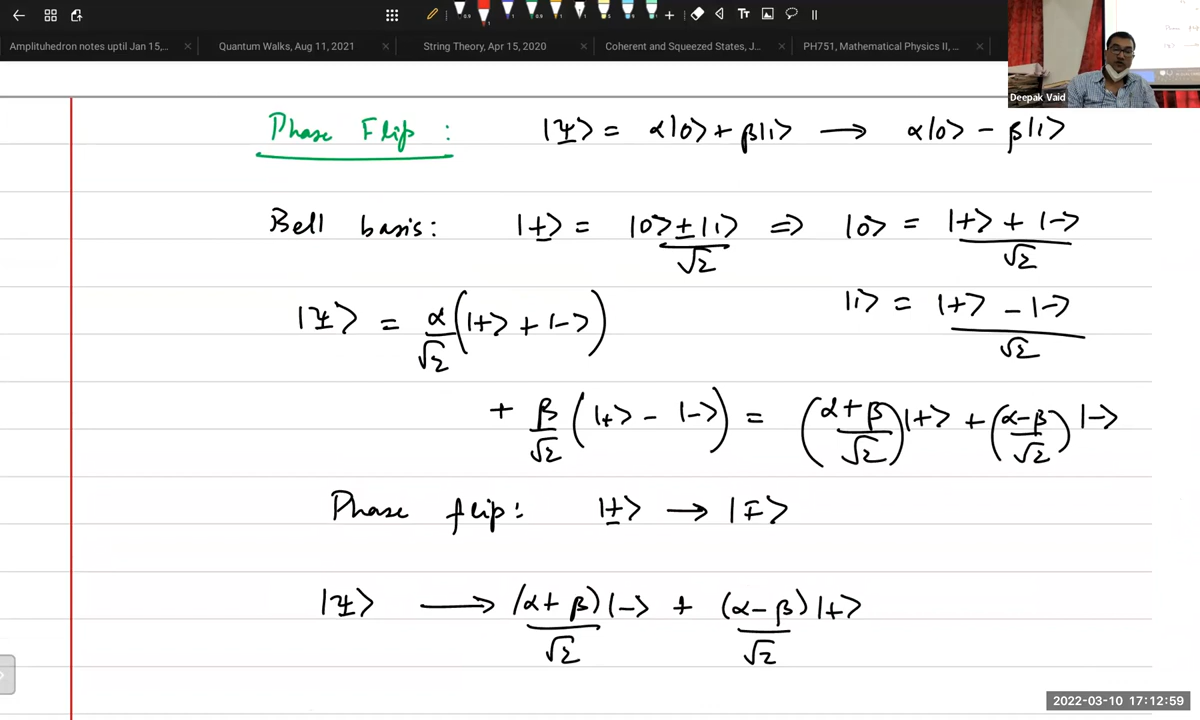 Amplituhedron notes uptil Jan 15,... × Quantum Walks, Aug 11, 2021 × String Theory, Apr 15, 2020 × Coherent and Squeezed States, J... × PH751, Mathematical Physics II, ... ×
Deepak Vaid
Phase Flip : |Ψ> = α|0> + β|1> → α|0> - β|1>
Bell basis: |±> = |0> ± |1> / √2 => |0> = |+> + |-> / √2
|Ψ> = α/√2 (|+> + |->) |1> = |+> - |-> / √2
+ β/√2 (|+> - |->) = (α+β/√2)|+> + (α-β/√2)|->
Phase flip: |±> → |∓>
|Ψ> → (α+β)/√2 |-> + (α-β)/√2 |+>
2022-03-10 17:12:59